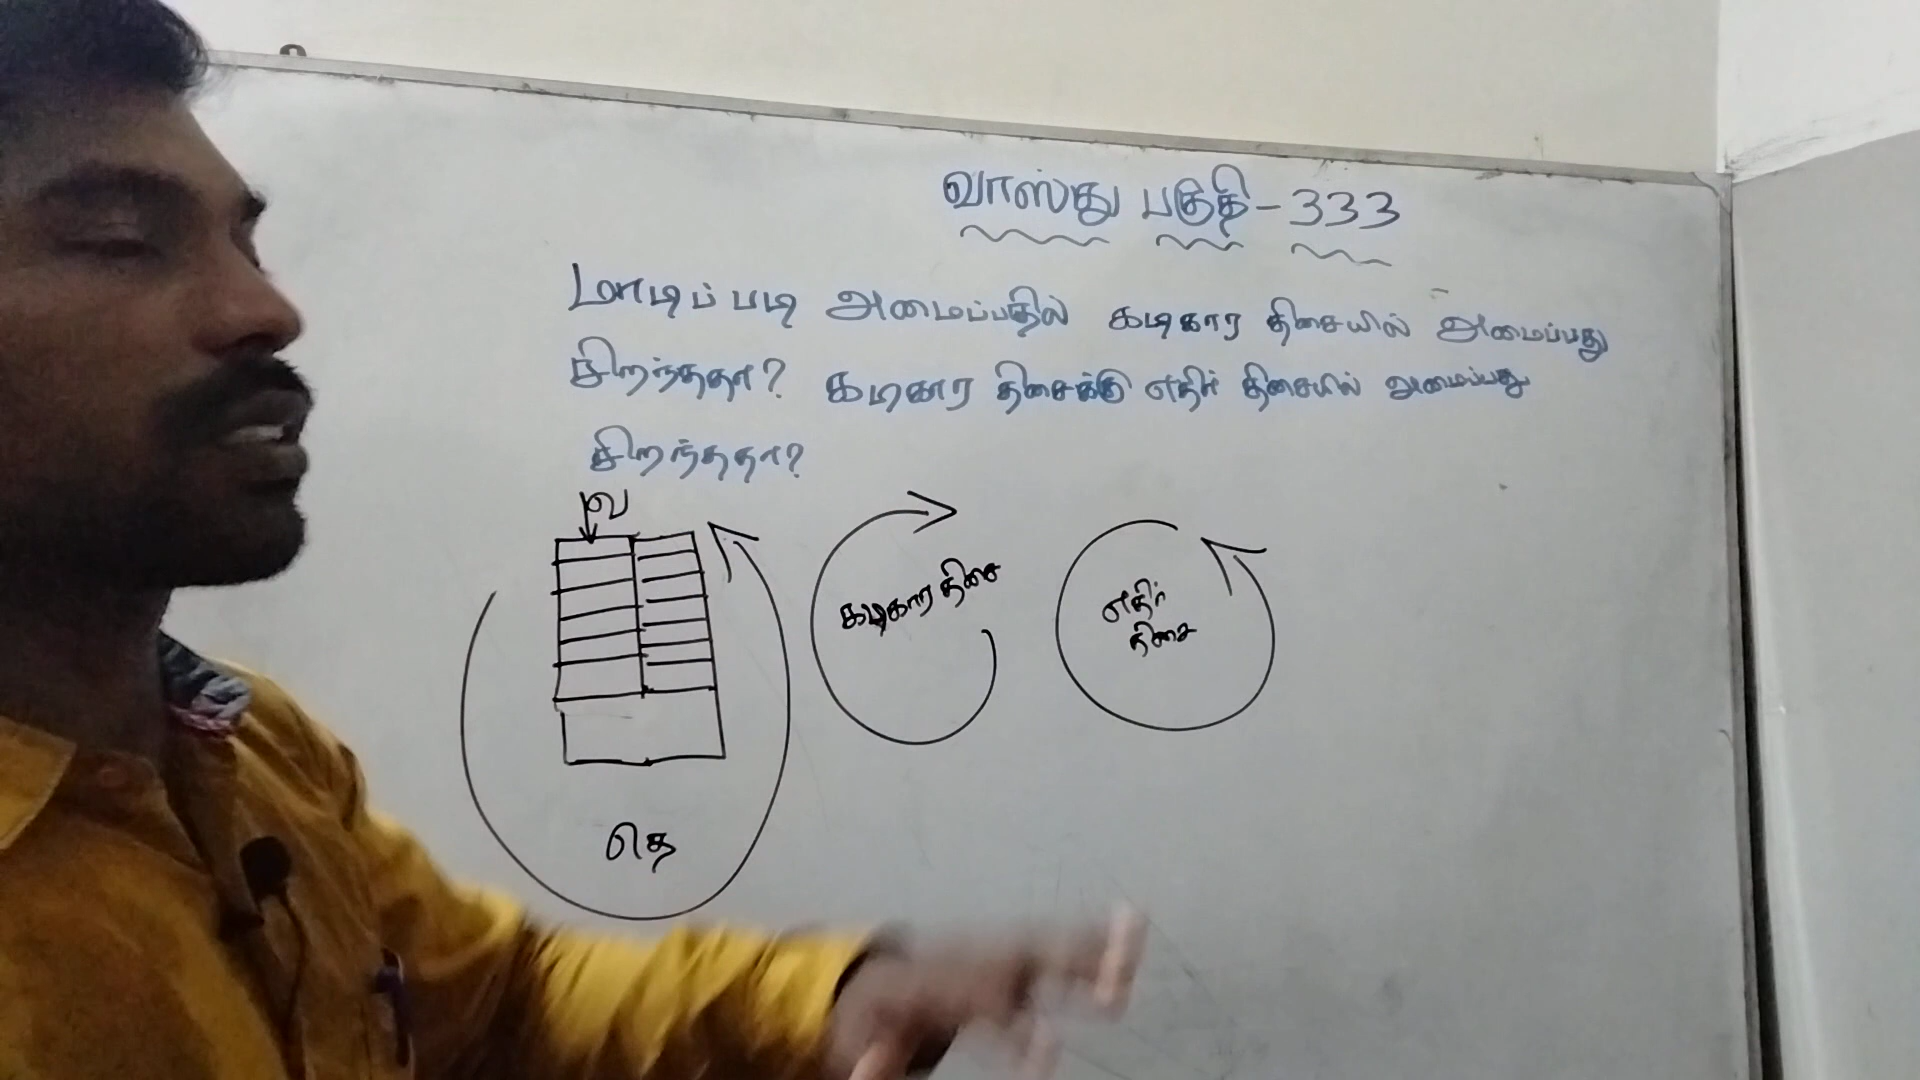 வாஸ்து பகுதி - 333
மாடிப்படி அமைப்பதில் கடிகார திசையில் அமைப்பது
சிறந்ததா? கடிகார திசைக்கு எதிர் திசையில் அமைப்பது
சிறந்ததா?
வ
கடிகார திசை
எதிர்
திசை
தெ